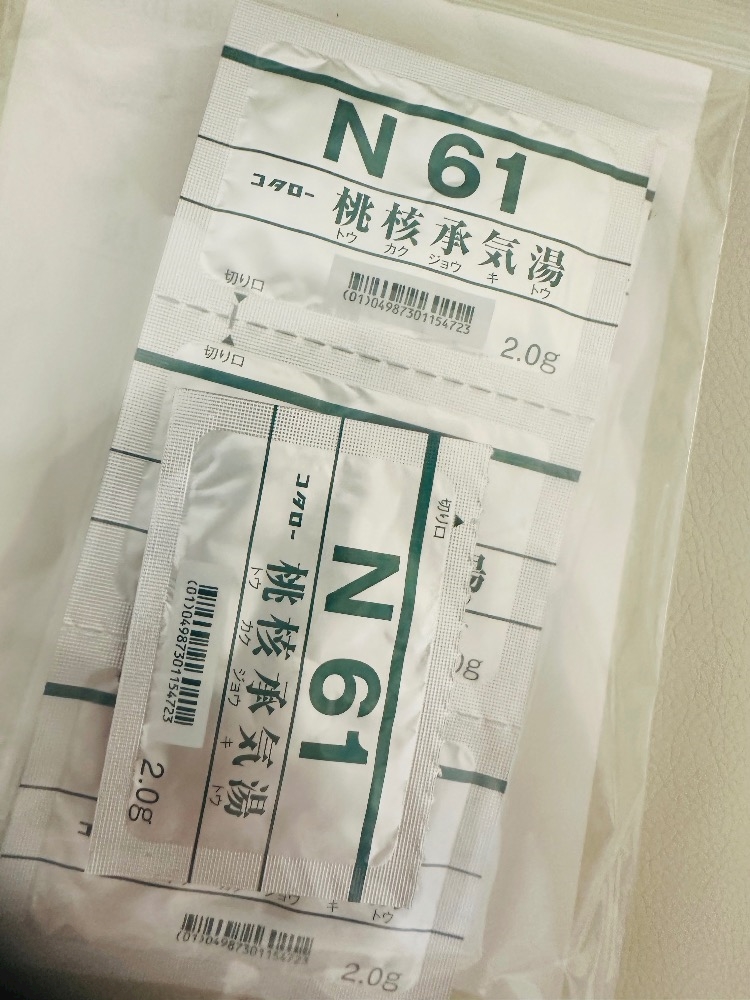 N 61
コタロー
桃核承気湯
トウ カク ジョウ キ トウ
(01)04987301154723
2.0g
切り口
切り口
切り口
N 61
コタロー
桃核承気湯
トウ カク ジョウ キ トウ
(01)04987301154723
2.0g
湯
g
ジョウ キ トウ
(01)04987301154723
2.0g